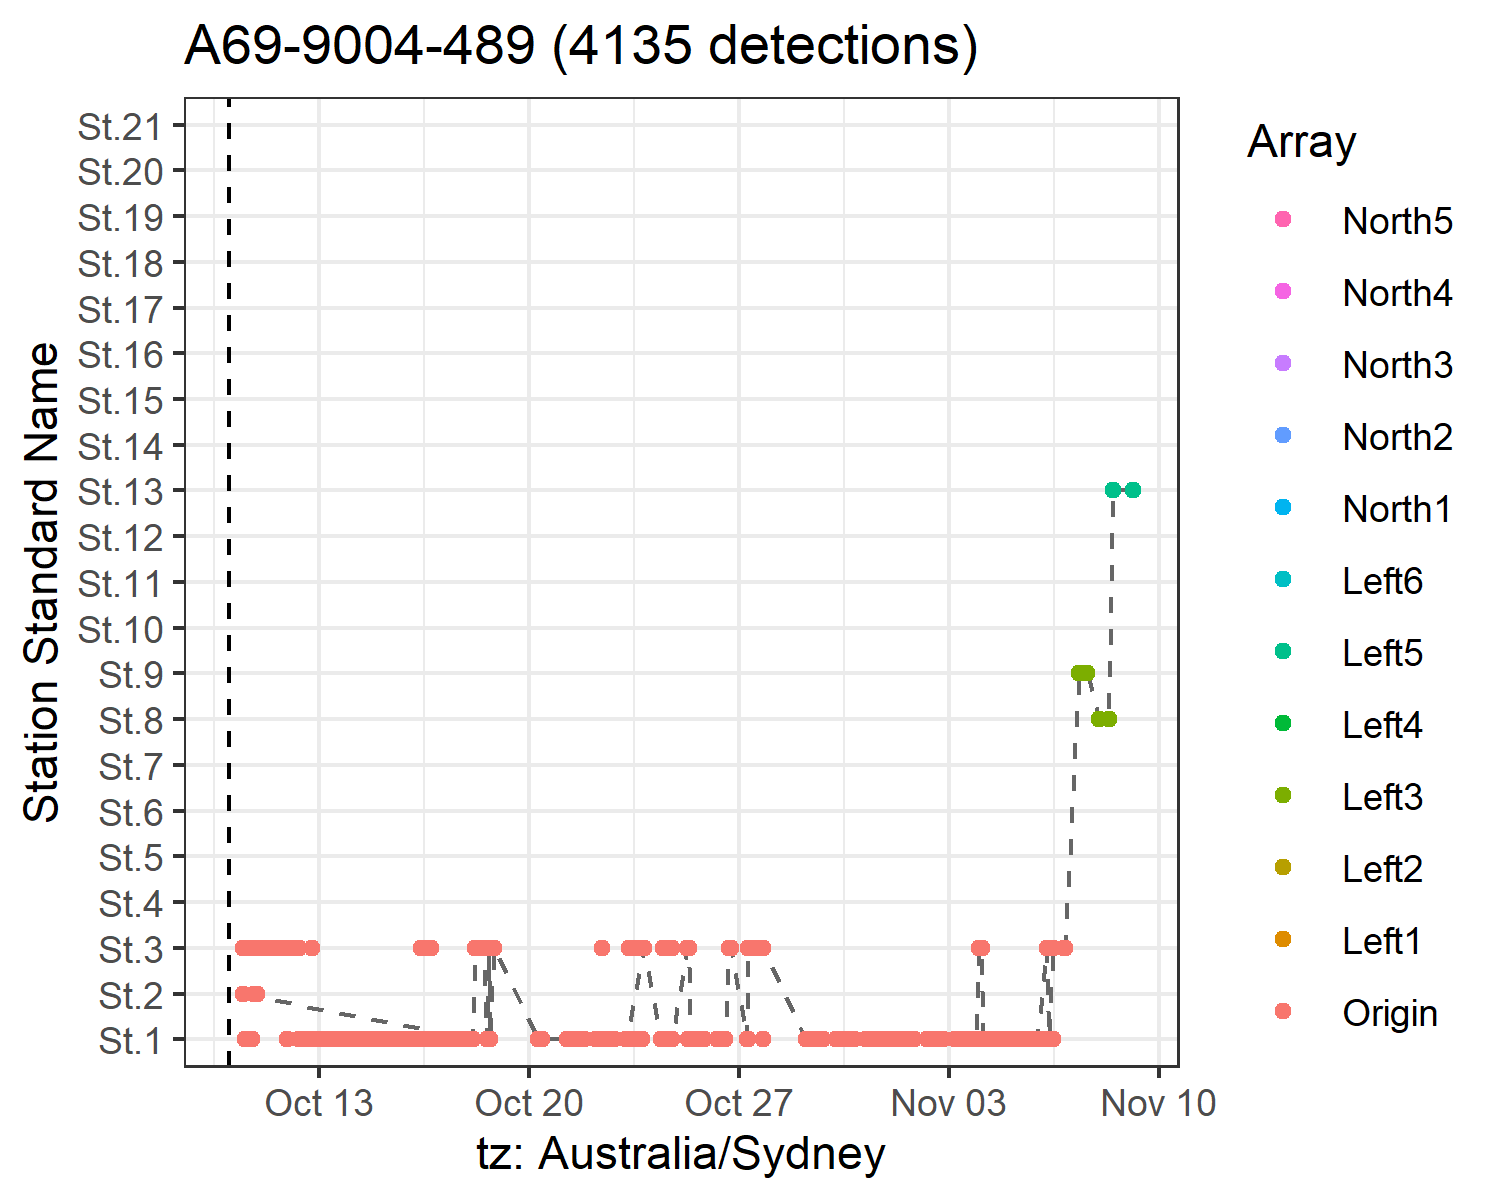 A69-9004-489 (4135 detections)
Station Standard Name
St.21
St.20
St.19
St.18
St.17
St.16
St.15
St.14
St.13
St.12
St.11
St.10
St.9
St.8
St.7
St.6
St.5
St.4
St.3
St.2
St.1
Oct 13
Oct 20
Oct 27
Nov 03
Nov 10
tz: Australia/Sydney
Array
North5
North4
North3
North2
North1
Left6
Left5
Left4
Left3
Left2
Left1
Origin